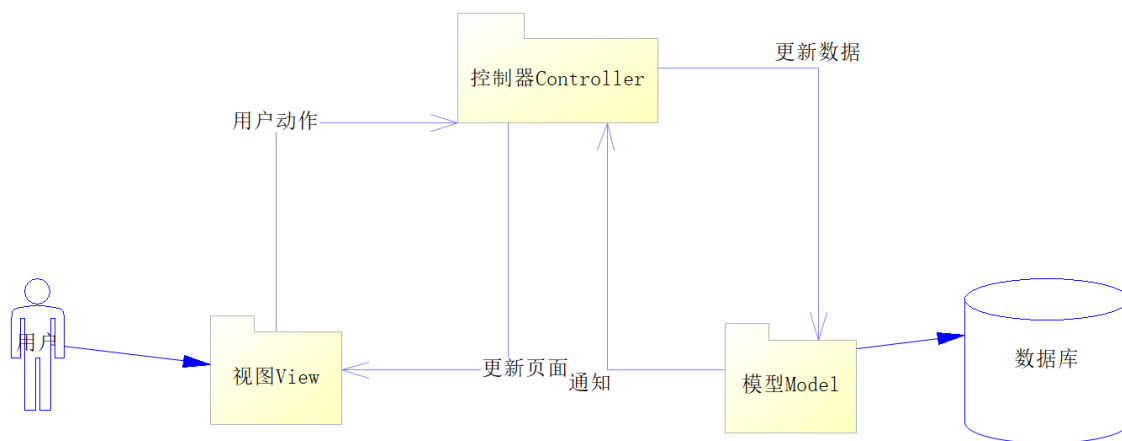 更新数据
控制器Controller
用户动作
用户
视图View
更新页面
通知
模型Model
数据库